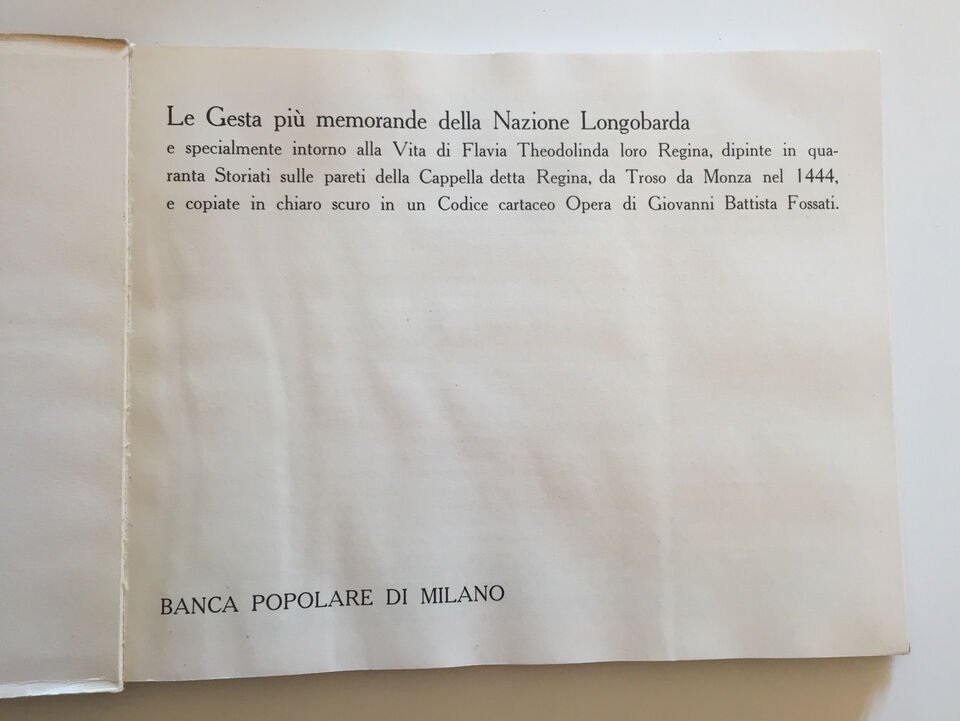 Le Gesta più memorande della Nazione Longobarda
e specialmente intorno alla Vita di Flavia Theodolinda loro Regina, dipinte in qua-
ranta Storiati sulle pareti della Cappella detta Regina, da Troso da Monza nel 1444,
e copiate in chiaro scuro in un Codice cartaceo Opera di Giovanni Battista Fossati.
BANCA POPOLARE DI MILANO